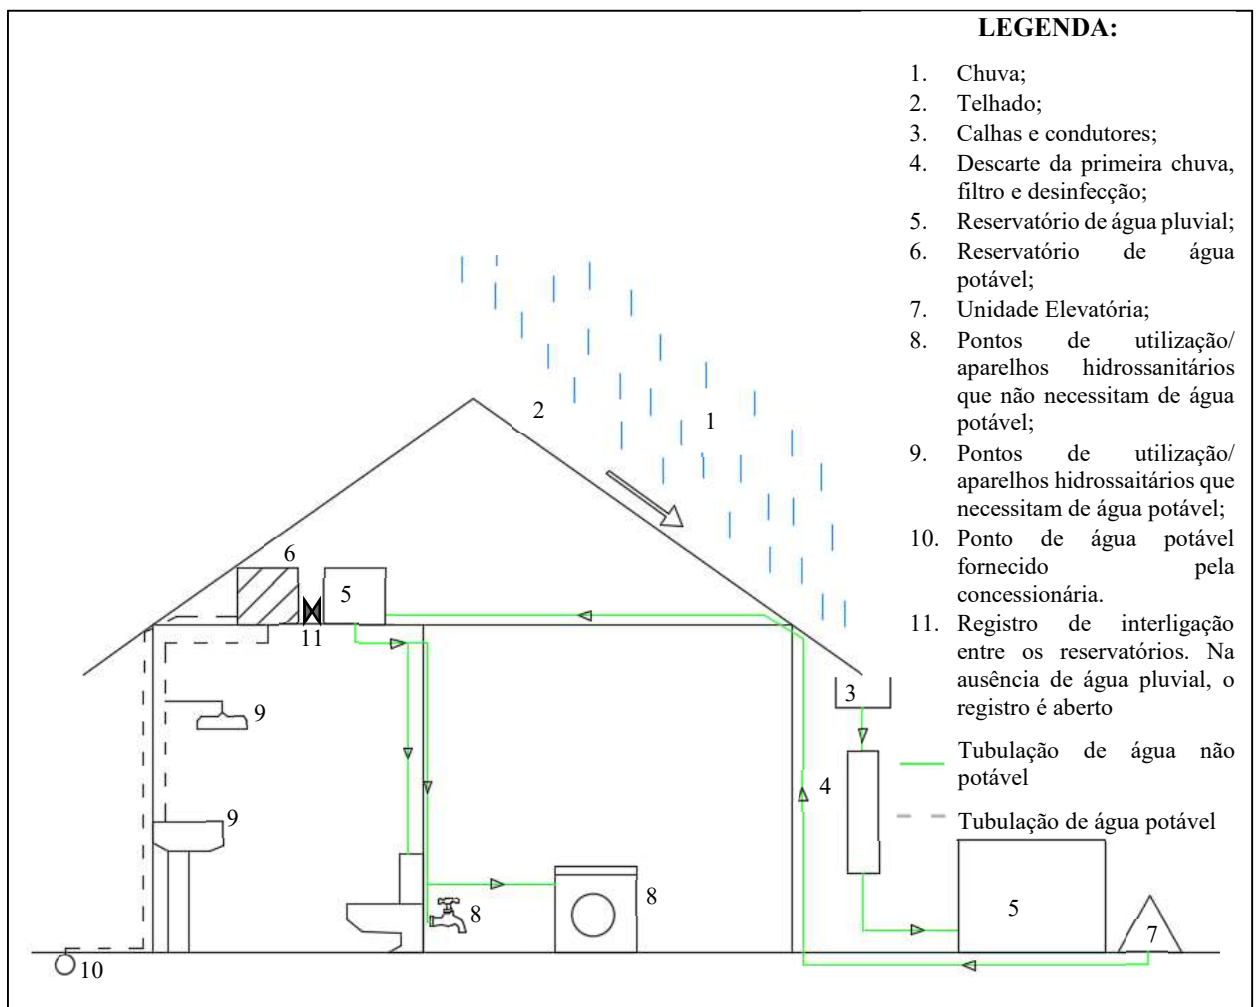 LEGENDA:
1. Chuva;
2. Telhado;
3. Calhas e condutores;
4. Descarte da primeira chuva,
filtro e desinfecção;
5. Reservatório de água pluvial;
6. Reservatório de água
potável;
7. Unidade Elevatória;
8. Pontos de utilização/
aparelhos hidrossanitários
que não necessitam de água
potável;
9. Pontos de utilização/
aparelhos hidrossaitários que
necessitam de água potável;
10. Ponto de água potável
fornecido pela
concessionária.
11. Registro de interligação
entre os reservatórios. Na
ausência de água pluvial, o
registro é aberto
Tubulação de água não
potável
Tubulação de água potável
2
1
6
5
11
3
9
4
9
8
8
5
7
10